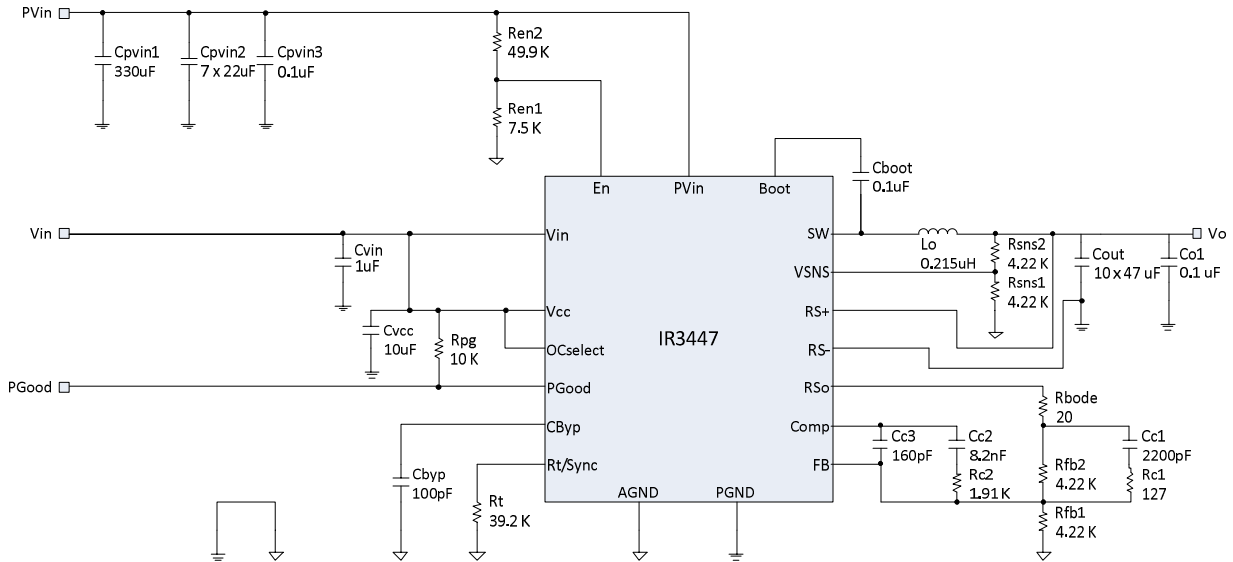 PVin
Cpvin1
330uF
Cpvin2
7 x 22uF
Cpvin3
0.1uF
Ren2
49.9 K
Ren1
7.5 K
Cboot
0.1uF
En
PVin
Boot
Vin
Cvin
1uF
Vin
SW
Lo
0.215uH
Rsns2
4.22 K
Rsns1
4.22 K
Cout
10 x 47 uF
Co1
0.1 uF
Vo
VSNS
Cvcc
10uF
Rpg
10 K
Vcc
OCselect
IR3447
RS+
RS-
PGood
PGood
RSo
Rbode
20
CByp
Comp
Cc3
160pF
Cc2
8.2nF
Rc2
1.91 K
Cc1
2200pF
Rc1
127
Rfb2
4.22 K
Rfb1
4.22 K
Rt/Sync
FB
Cbyp
100pF
Rt
39.2 K
AGND
PGND